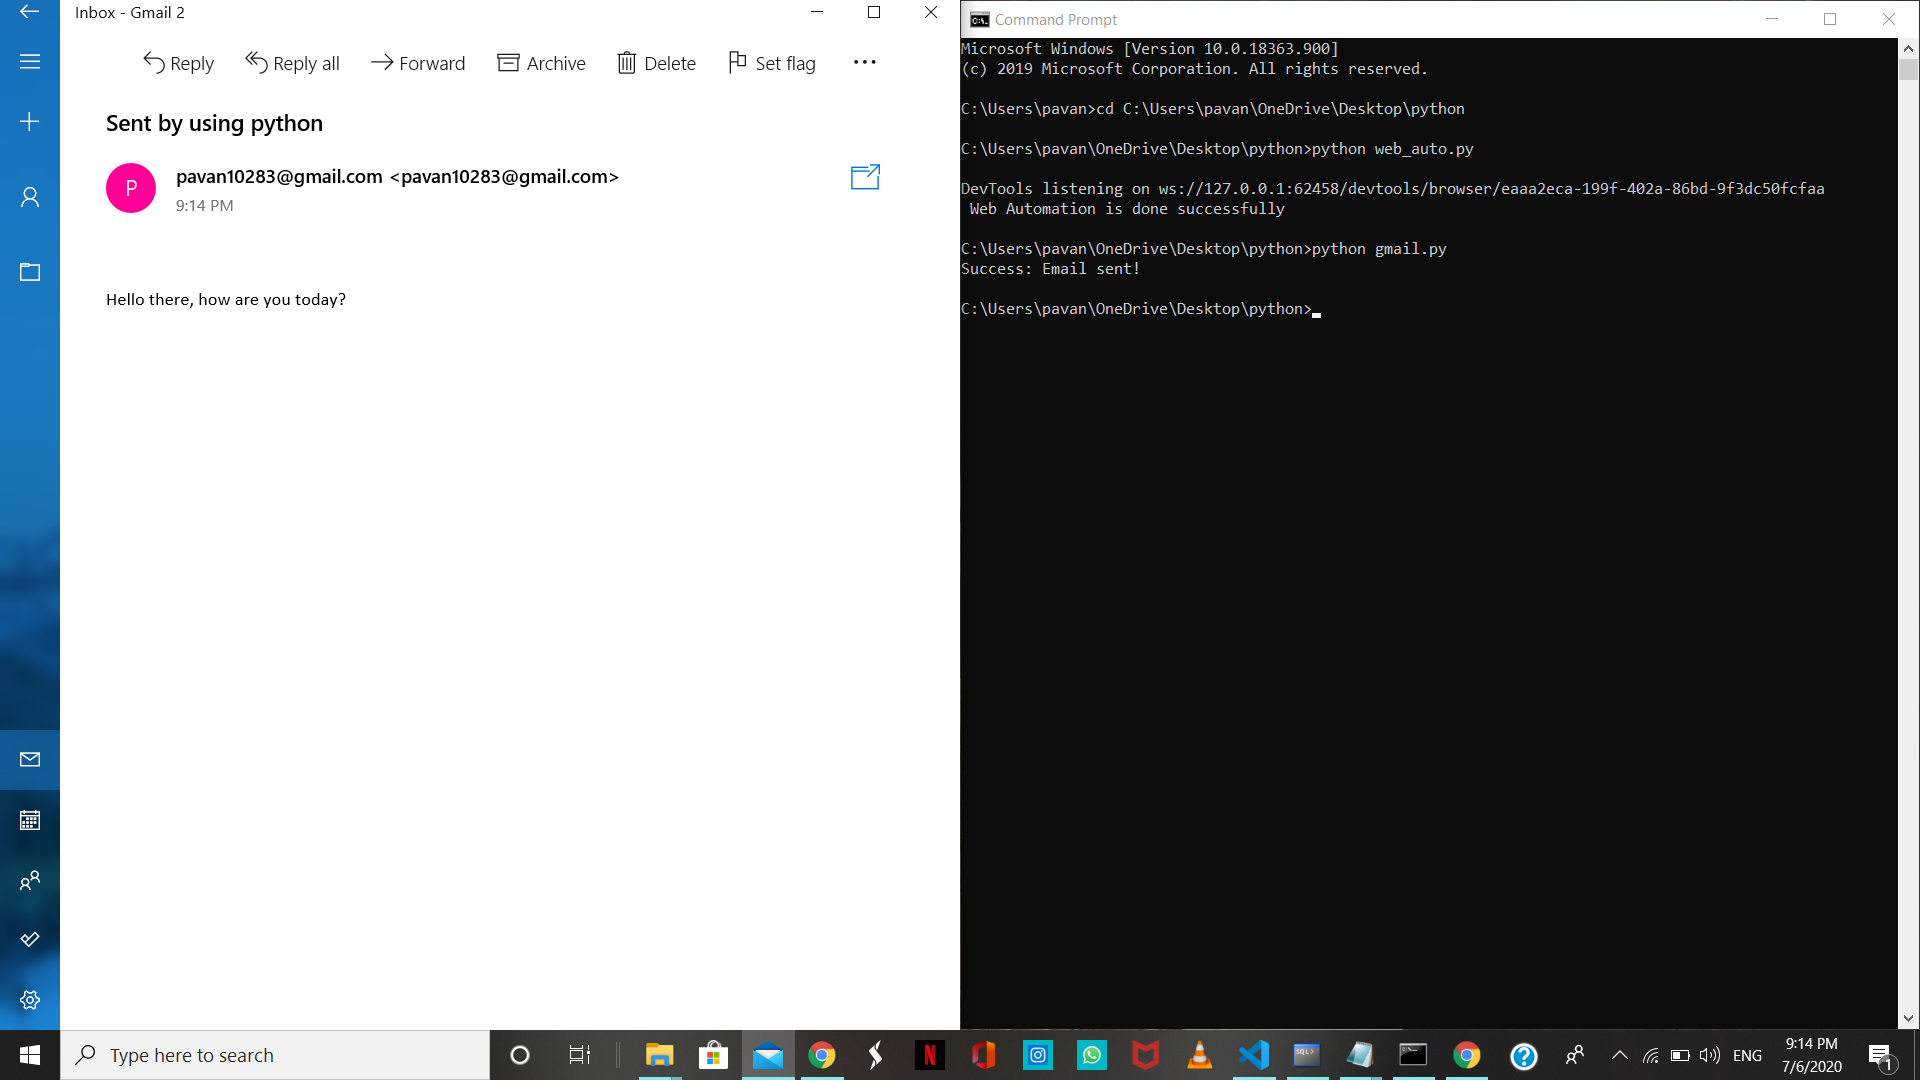 Inbox - Gmail 2
Reply Reply all Forward Archive Delete Set flag
Sent by using python
P
pavan10283@gmail.com <pavan10283@gmail.com>
9:14 PM
Hello there, how are you today?
Command Prompt
Microsoft Windows [Version 10.0.18363.900]
(c) 2019 Microsoft Corporation. All rights reserved.
C:\Users\pavan>cd C:\Users\pavan\OneDrive\Desktop\python
C:\Users\pavan\OneDrive\Desktop\python>python web_auto.py
DevTools listening on ws://127.0.0.1:62458/devtools/browser/eaaa2eca-199f-402a-86bd-9f3dc50fcfaa
Web Automation is done successfully
C:\Users\pavan\OneDrive\Desktop\python>python gmail.py
Success: Email sent!
C:\Users\pavan\OneDrive\Desktop\python>
Type here to search
N
SQL>
ENG
9:14 PM
7/6/2020
1